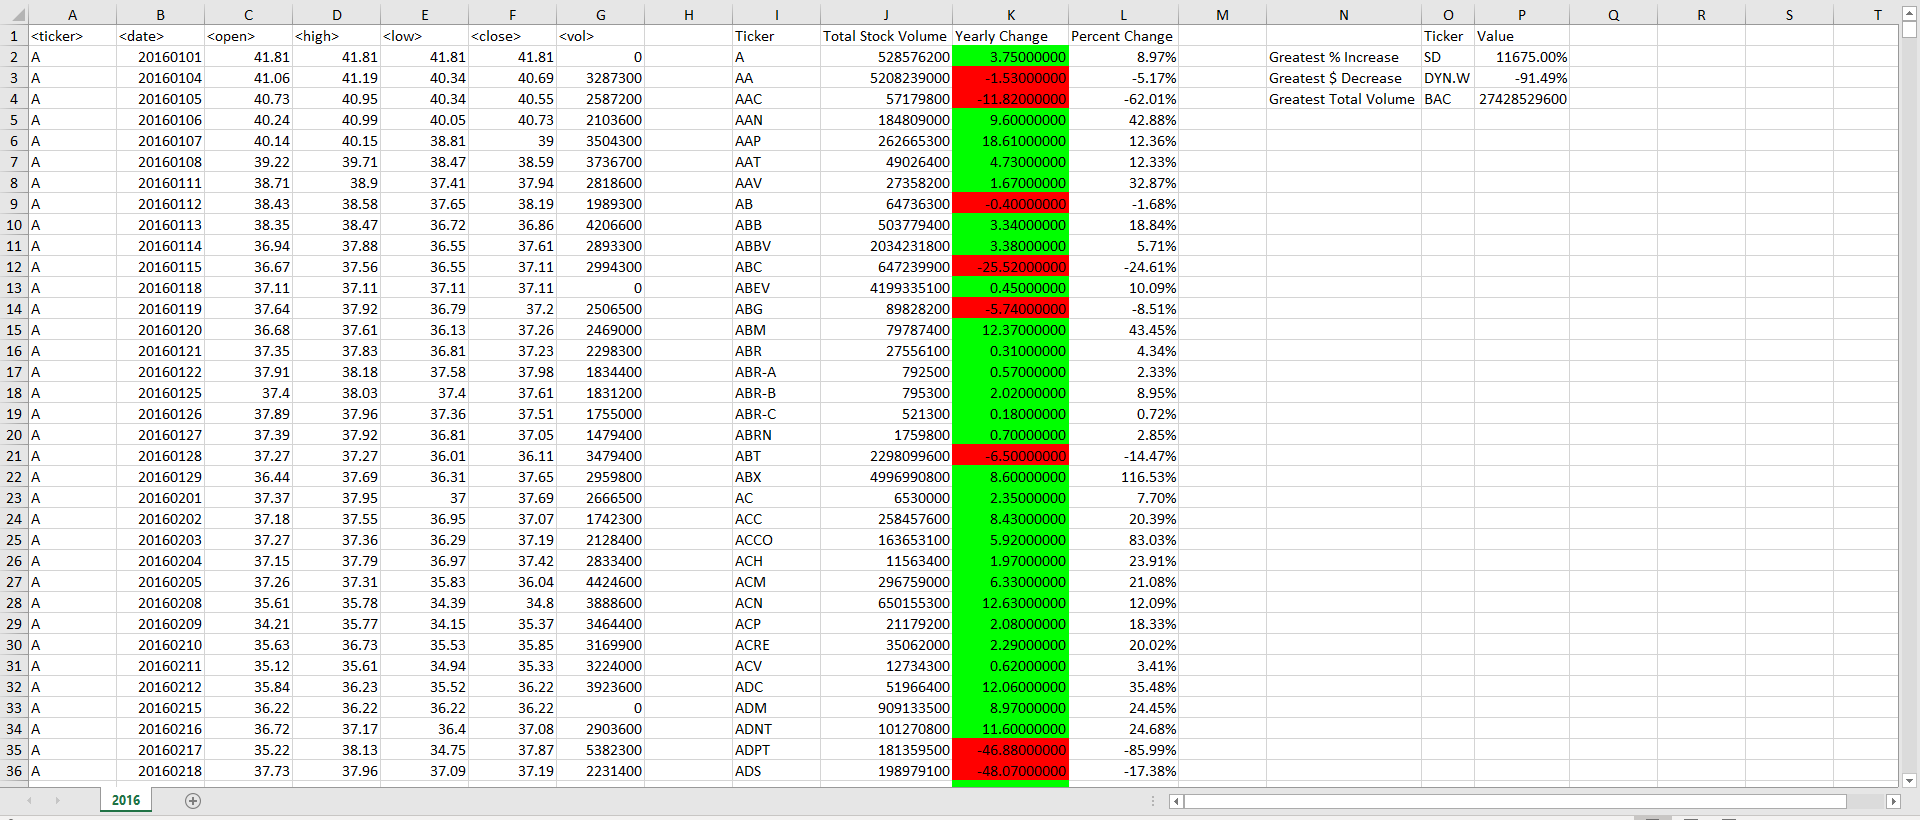 A B C D E F G H I J K L M N O P Q R S T
1 <ticker> <date> <open> <high> <low> <close> <vol> Ticker Total Stock Volume Yearly Change Percent Change Ticker Value
2 A 20160101 41.81 41.81 41.81 41.81 0 A 528576200 3.75000000 8.97% Greatest % Increase SD 11675.00%
3 A 20160104 41.06 41.19 40.34 40.69 3287300 AA 5208239000 -1.53000000 -5.17% Greatest $ Decrease DYN.W -91.49%
4 A 20160105 40.73 40.95 40.34 40.55 2587200 AAC 57179800 -11.82000000 -62.01% Greatest Total Volume BAC 27428529600
5 A 20160106 40.24 40.99 40.05 40.73 2103600 AAN 184809000 9.60000000 42.88%
6 A 20160107 40.14 40.15 38.81 39 3504300 AAP 262665300 18.61000000 12.36%
7 A 20160108 39.22 39.71 38.47 38.59 3736700 AAT 49026400 4.73000000 12.33%
8 A 20160111 38.71 38.9 37.41 37.94 2818600 AAV 27358200 1.67000000 32.87%
9 A 20160112 38.43 38.58 37.65 38.19 1989300 AB 64736300 -0.40000000 -1.68%
10 A 20160113 38.35 38.47 36.72 36.86 4206600 ABB 503779400 3.34000000 18.84%
11 A 20160114 36.94 37.88 36.55 37.61 2893300 ABBV 2034231800 3.38000000 5.71%
12 A 20160115 36.67 37.56 36.55 37.11 2994300 ABC 647239900 -25.52000000 -24.61%
13 A 20160118 37.11 37.11 37.11 37.11 0 ABEV 4199335100 0.45000000 10.09%
14 A 20160119 37.64 37.92 36.79 37.2 2506500 ABG 89828200 -5.74000000 -8.51%
15 A 20160120 36.68 37.61 36.13 37.26 2469000 ABM 79787400 12.37000000 43.45%
16 A 20160121 37.35 37.83 36.81 37.23 2298300 ABR 27556100 0.31000000 4.34%
17 A 20160122 37.91 38.18 37.58 37.98 1834400 ABR-A 792500 0.57000000 2.33%
18 A 20160125 37.4 38.03 37.4 37.61 1831200 ABR-B 795300 2.02000000 8.95%
19 A 20160126 37.89 37.96 37.36 37.51 1755000 ABR-C 521300 0.18000000 0.72%
20 A 20160127 37.39 37.92 36.81 37.05 1479400 ABRN 1759800 0.70000000 2.85%
21 A 20160128 37.27 37.27 36.01 36.11 3479400 ABT 2298099600 -6.50000000 -14.47%
22 A 20160129 36.44 37.69 36.31 37.65 2959800 ABX 4996990800 8.60000000 116.53%
23 A 20160201 37.37 37.95 37 37.69 2666500 AC 6530000 2.35000000 7.70%
24 A 20160202 37.18 37.55 36.95 37.07 1742300 ACC 258457600 8.43000000 20.39%
25 A 20160203 37.27 37.36 36.29 37.19 2128400 ACCO 163653100 5.92000000 83.03%
26 A 20160204 37.15 37.79 36.97 37.42 2833400 ACH 11563400 1.97000000 23.91%
27 A 20160205 37.26 37.31 35.83 36.04 4424600 ACM 296759000 6.33000000 21.08%
28 A 20160208 35.61 35.78 34.39 34.8 3888600 ACN 650155300 12.63000000 12.09%
29 A 20160209 34.21 35.77 34.15 35.37 3464400 ACP 21179200 2.08000000 18.33%
30 A 20160210 35.63 36.73 35.53 35.85 3169900 ACRE 35062000 2.29000000 20.02%
31 A 20160211 35.12 35.61 34.94 35.33 3224000 ACV 12734300 0.62000000 3.41%
32 A 20160212 35.84 36.23 35.52 36.22 3923600 ADC 51966400 12.06000000 35.48%
33 A 20160215 36.22 36.22 36.22 36.22 0 ADM 909133500 8.97000000 24.45%
34 A 20160216 36.72 37.17 36.4 37.08 2903600 ADNT 101270800 11.60000000 24.68%
35 A 20160217 35.22 38.13 34.75 37.87 5382300 ADPT 181359500 -46.88000000 -85.99%
36 A 20160218 37.73 37.96 37.09 37.19 2231400 ADS 198979100 -48.07000000 -17.38%
2016